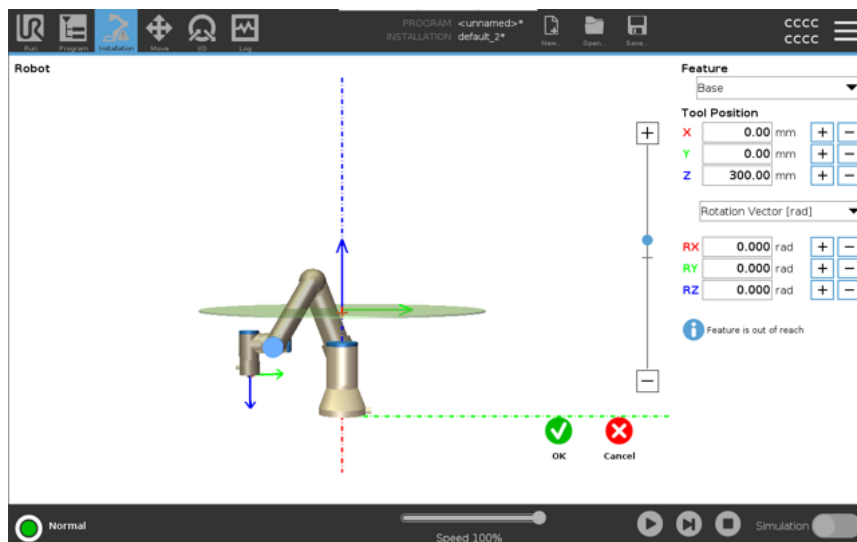 UR
PROGRAM <unnamed>*
INSTALLATION default_2*
CCCC
CCCC
Run Program Installation Move I/O Log New... Open... Save...
Robot
Feature
Base
Tool Position
X 0.00 mm + −
Y 0.00 mm + −
Z 300.00 mm + −
Rotation Vector [rad]
RX 0.000 rad + −
RY 0.000 rad + −
RZ 0.000 rad + −
Feature is out of reach
+
−
OK Cancel
Normal
Speed 100%
Simulation